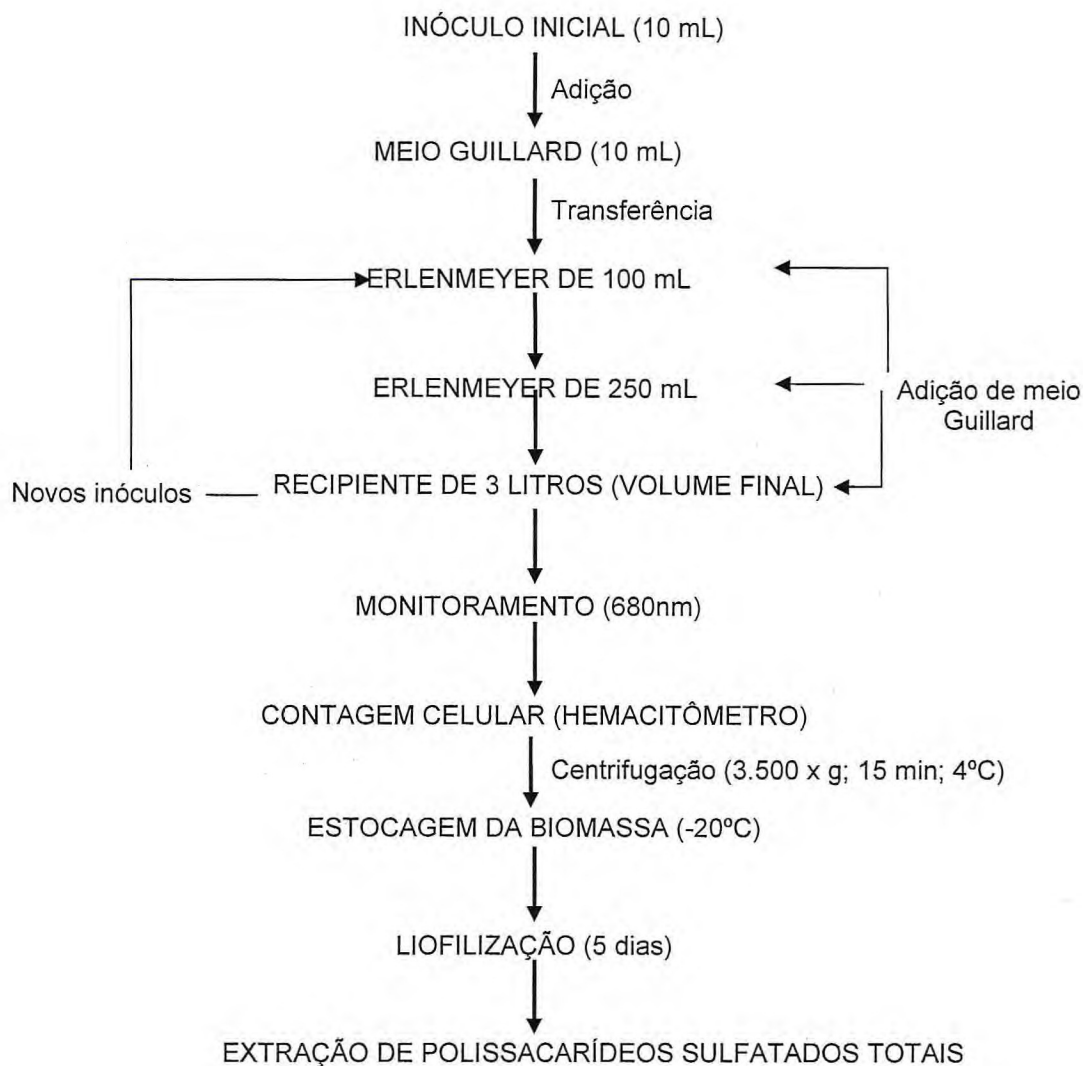 INÓCULO INICIAL (10 mL)
Adição
MEIO GUILLARD (10 mL)
Transferência
ERLENMEYER DE 100 mL
ERLENMEYER DE 250 mL
Adição de meio
Guillard
Novos inóculos
RECIPIENTE DE 3 LITROS (VOLUME FINAL)
MONITORAMENTO (680nm)
CONTAGEM CELULAR (HEMACITÔMETRO)
Centrifugação (3.500 x g; 15 min; 4ºC)
ESTOCAGEM DA BIOMASSA (-20ºC)
LIOFILIZAÇÃO (5 dias)
EXTRAÇÃO DE POLISSACARÍDEOS SULFATADOS TOTAIS